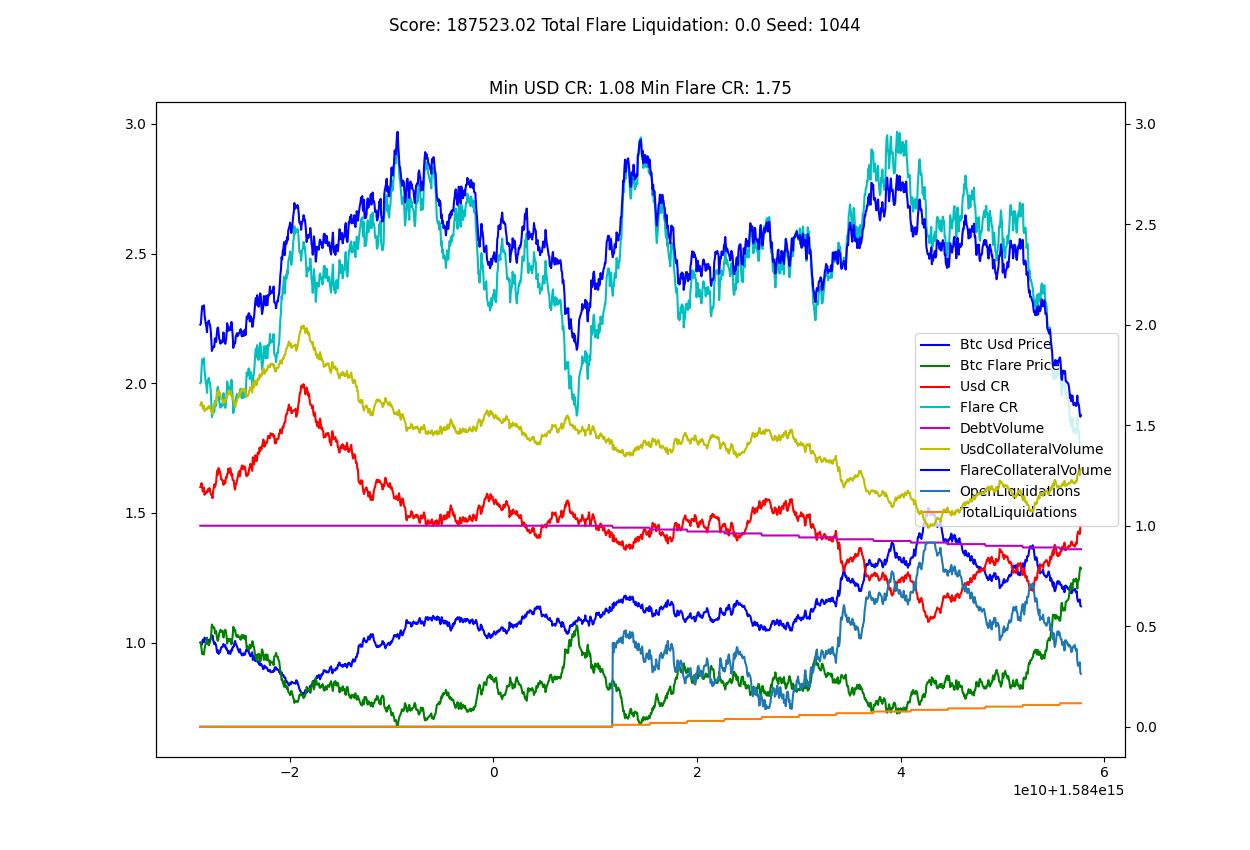 Score: 187523.02 Total Flare Liquidation: 0.0 Seed: 1044
Min USD CR: 1.08 Min Flare CR: 1.75
3.0
2.5
2.0
1.5
1.0
3.0
2.5
2.0
1.5
1.0
0.5
0.0
Btc Usd Price
Btc Flare Price
Usd CR
Flare CR
DebtVolume
UsdCollateralVolume
FlareCollateralVolume
OpenLiquidations
TotalLiquidations
−2 0 2 4 6
1e10+1.584e15